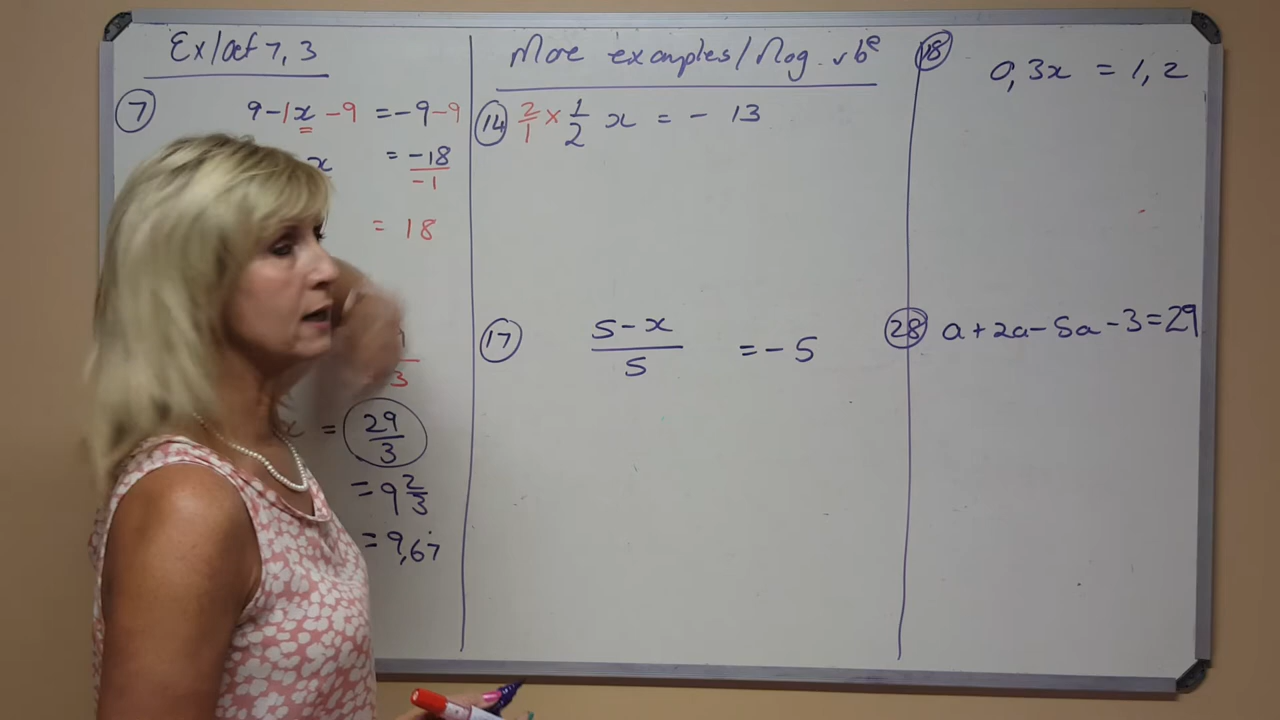 Ex/oef 7,3
⑦ 9 - 1x - 9 = -9 - 9
x = -18/-1
= 18
3
x = 29/3
= 9 2/3
= 9,67
More examples/Nog vbe
⑭ 2/1 × 1/2 x = - 13
⑰ 5 - x / 5 = - 5
⑱ 0,3x = 1,2
㉘ a + 2a - 5a - 3 = 29